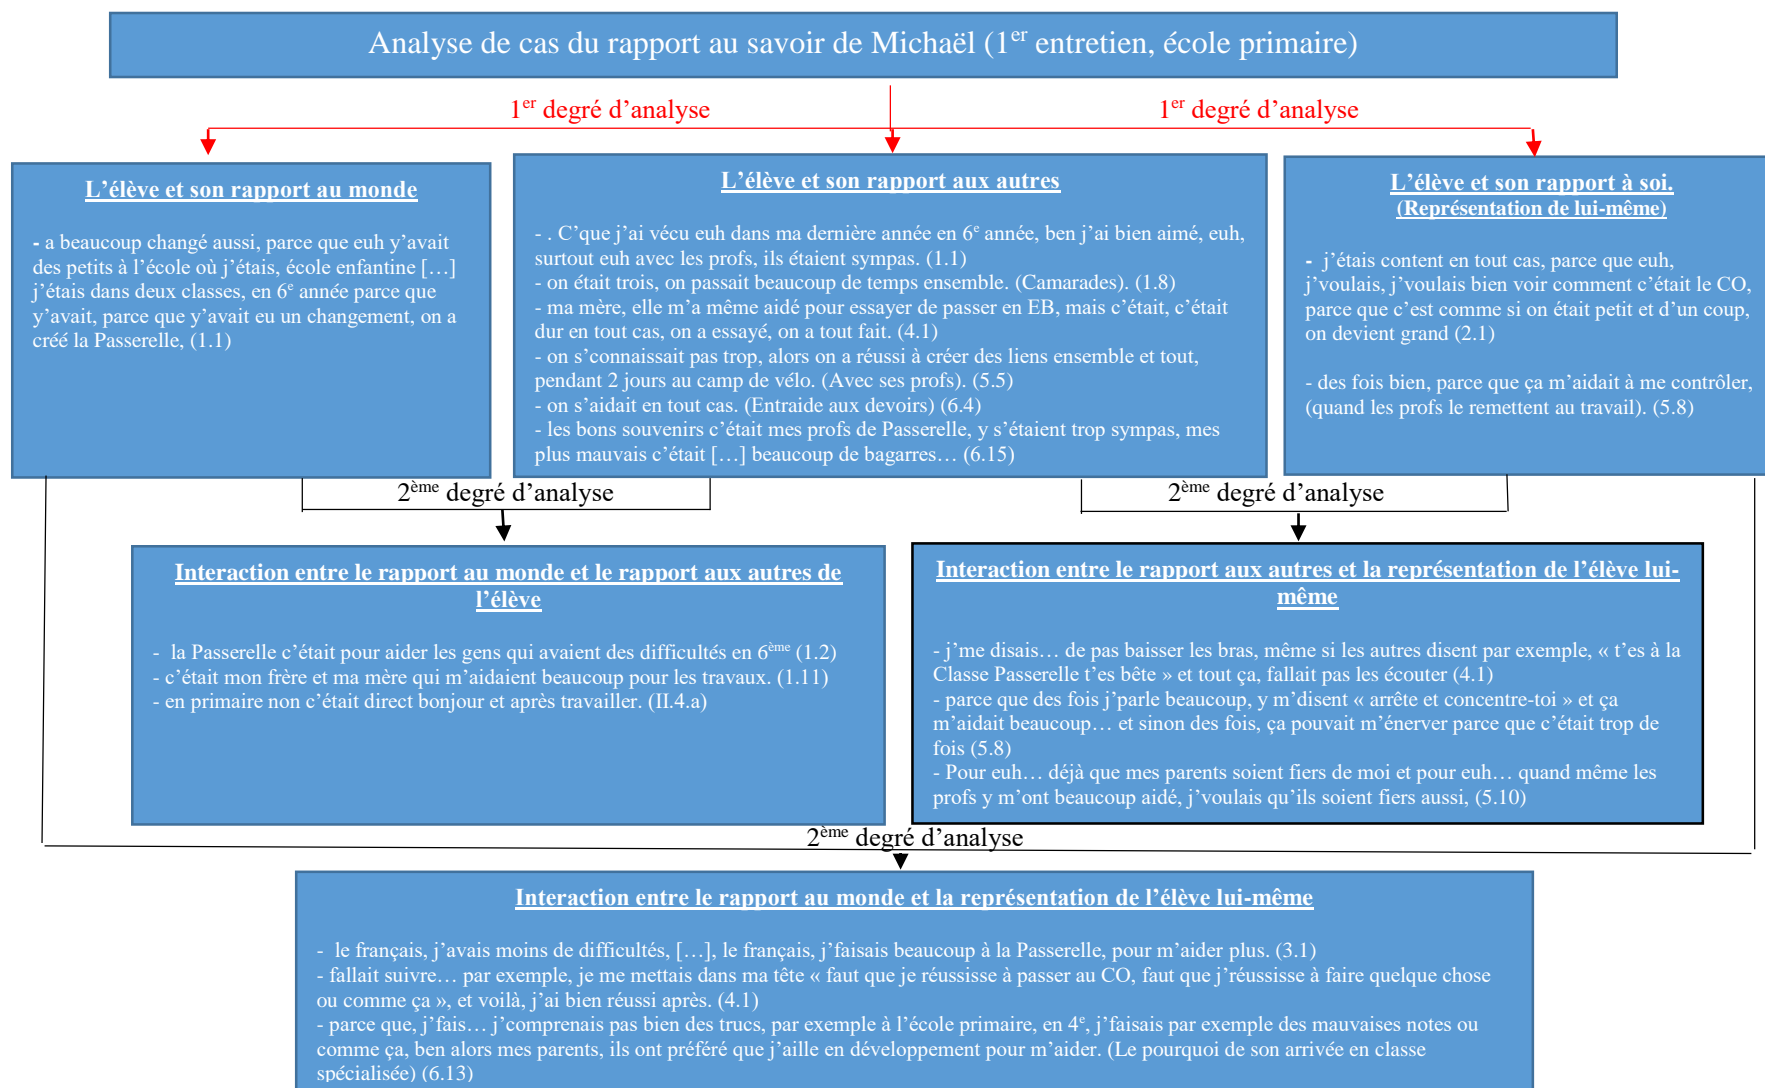 Analyse de cas du rapport au savoir de Michaël (1er entretien, école primaire)
1er degré d’analyse
1er degré d’analyse
L’élève et son rapport au monde
- a beaucoup changé aussi, parce que euh y’avait
des petits à l’école où j’étais, école enfantine […]
j’étais dans deux classes, en 6e année parce que
y’avait, parce que y’avait eu un changement, on a
créé la Passerelle, (1.1)
L’élève et son rapport aux autres
- . C’que j’ai vécu euh dans ma dernière année en 6e année, ben j’ai bien aimé, euh,
surtout euh avec les profs, ils étaient sympas. (1.1)
- on était trois, on passait beaucoup de temps ensemble. (Camarades). (1.8)
- ma mère, elle m’a même aidé pour essayer de passer en EB, mais c’était, c’était
dur en tout cas, on a essayé, on a tout fait. (4.1)
- on s’connaissait pas trop, alors on a réussi à créer des liens ensemble et tout,
pendant 2 jours au camp de vélo. (Avec ses profs). (5.5)
- on s’aidait en tout cas. (Entraide aux devoirs) (6.4)
- les bons souvenirs c’était mes profs de Passerelle, y s’étaient trop sympas, mes
plus mauvais c’était […] beaucoup de bagarres… (6.15)
L’élève et son rapport à soi.
(Représentation de lui-même)
- j’étais content en tout cas, parce que euh,
j’voulais, j’voulais bien voir comment c’était le CO,
parce que c’est comme si on était petit et d’un coup,
on devient grand (2.1)
- des fois bien, parce que ça m’aidait à me contrôler,
(quand les profs le remettent au travail). (5.8)
2ème degré d’analyse
2ème degré d’analyse
Interaction entre le rapport au monde et le rapport aux autres de
l’élève
- la Passerelle c’était pour aider les gens qui avaient des difficultés en 6ème (1.2)
- c’était mon frère et ma mère qui m’aidaient beaucoup pour les travaux. (1.11)
- en primaire non c’était direct bonjour et après travailler. (II.4.a)
Interaction entre le rapport aux autres et la représentation de l’élève lui-
même
- j’me disais… de pas baisser les bras, même si les autres disent par exemple, « t’es à la
Classe Passerelle t’es bête » et tout ça, fallait pas les écouter (4.1)
- parce que des fois j’parle beaucoup, y m’disent « arrête et concentre-toi » et ça
m’aidait beaucoup… et sinon des fois, ça pouvait m’énerver parce que c’était trop de
fois (5.8)
- Pour euh… déjà que mes parents soient fiers de moi et pour euh… quand même les
profs y m’ont beaucoup aidé, j’voulais qu’ils soient fiers aussi, (5.10)
2ème degré d’analyse
Interaction entre le rapport au monde et la représentation de l’élève lui-même
- le français, j’avais moins de difficultés, […], le français, j’faisais beaucoup à la Passerelle, pour m’aider plus. (3.1)
- fallait suivre… par exemple, je me mettais dans ma tête « faut que je réussisse à passer au CO, faut que j’réussisse à faire quelque chose
ou comme ça », et voilà, j’ai bien réussi après. (4.1)
- parce que, j’fais… j’comprenais pas bien des trucs, par exemple à l’école primaire, en 4e, j’faisais par exemple des mauvaises notes ou
comme ça, ben alors mes parents, ils ont préféré que j’aille en développement pour m’aider. (Le pourquoi de son arrivée en classe
spécialisée) (6.13)